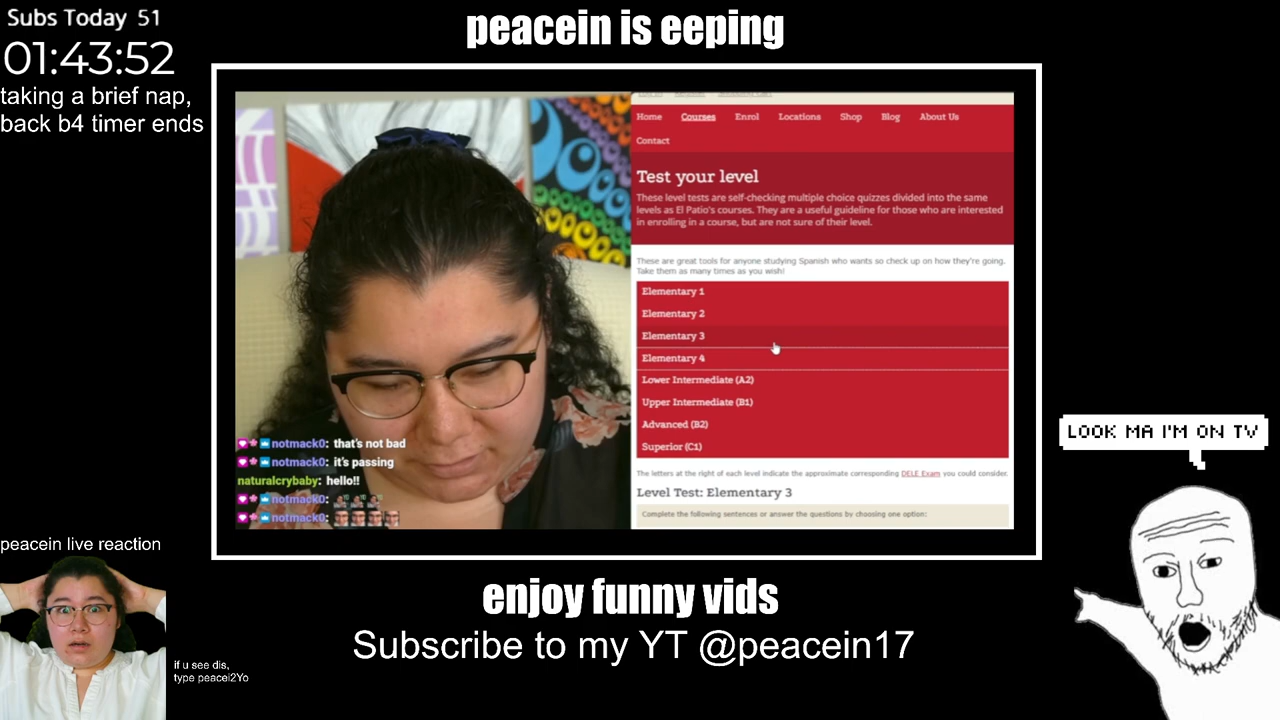 Subs Today 51
01:43:52
taking a brief nap,
back b4 timer ends
peacein is eeping
Home Courses Enrol Locations Shop Blog About Us
Contact
Test your level
These level tests are self-checking multiple choice quizzes divided into the same
levels as El Patio's courses. They are a useful guideline for those who are interested
in enrolling in a course, but are not sure of their level.
These are great tools for anyone studying Spanish who wants so check up on how they're going.
Take them as many times as you wish!
Elementary 1
Elementary 2
Elementary 3
Elementary 4
Lower Intermediate (A2)
Upper Intermediate (B1)
Advanced (B2)
Superior (C1)
The letters at the right of each level indicate the approximate corresponding DELE Exam you could consider.
Level Test: Elementary 3
Complete the following sentences or answer the questions by choosing one option:
notmack0: that's not bad
notmack0: it's passing
naturalcrybaby: hello!!
notmack0:
notmack0:
LOOK MA I'M ON TV
peacein live reaction
if u see dis,
type peacei2Yo
enjoy funny vids
Subscribe to my YT @peacein17